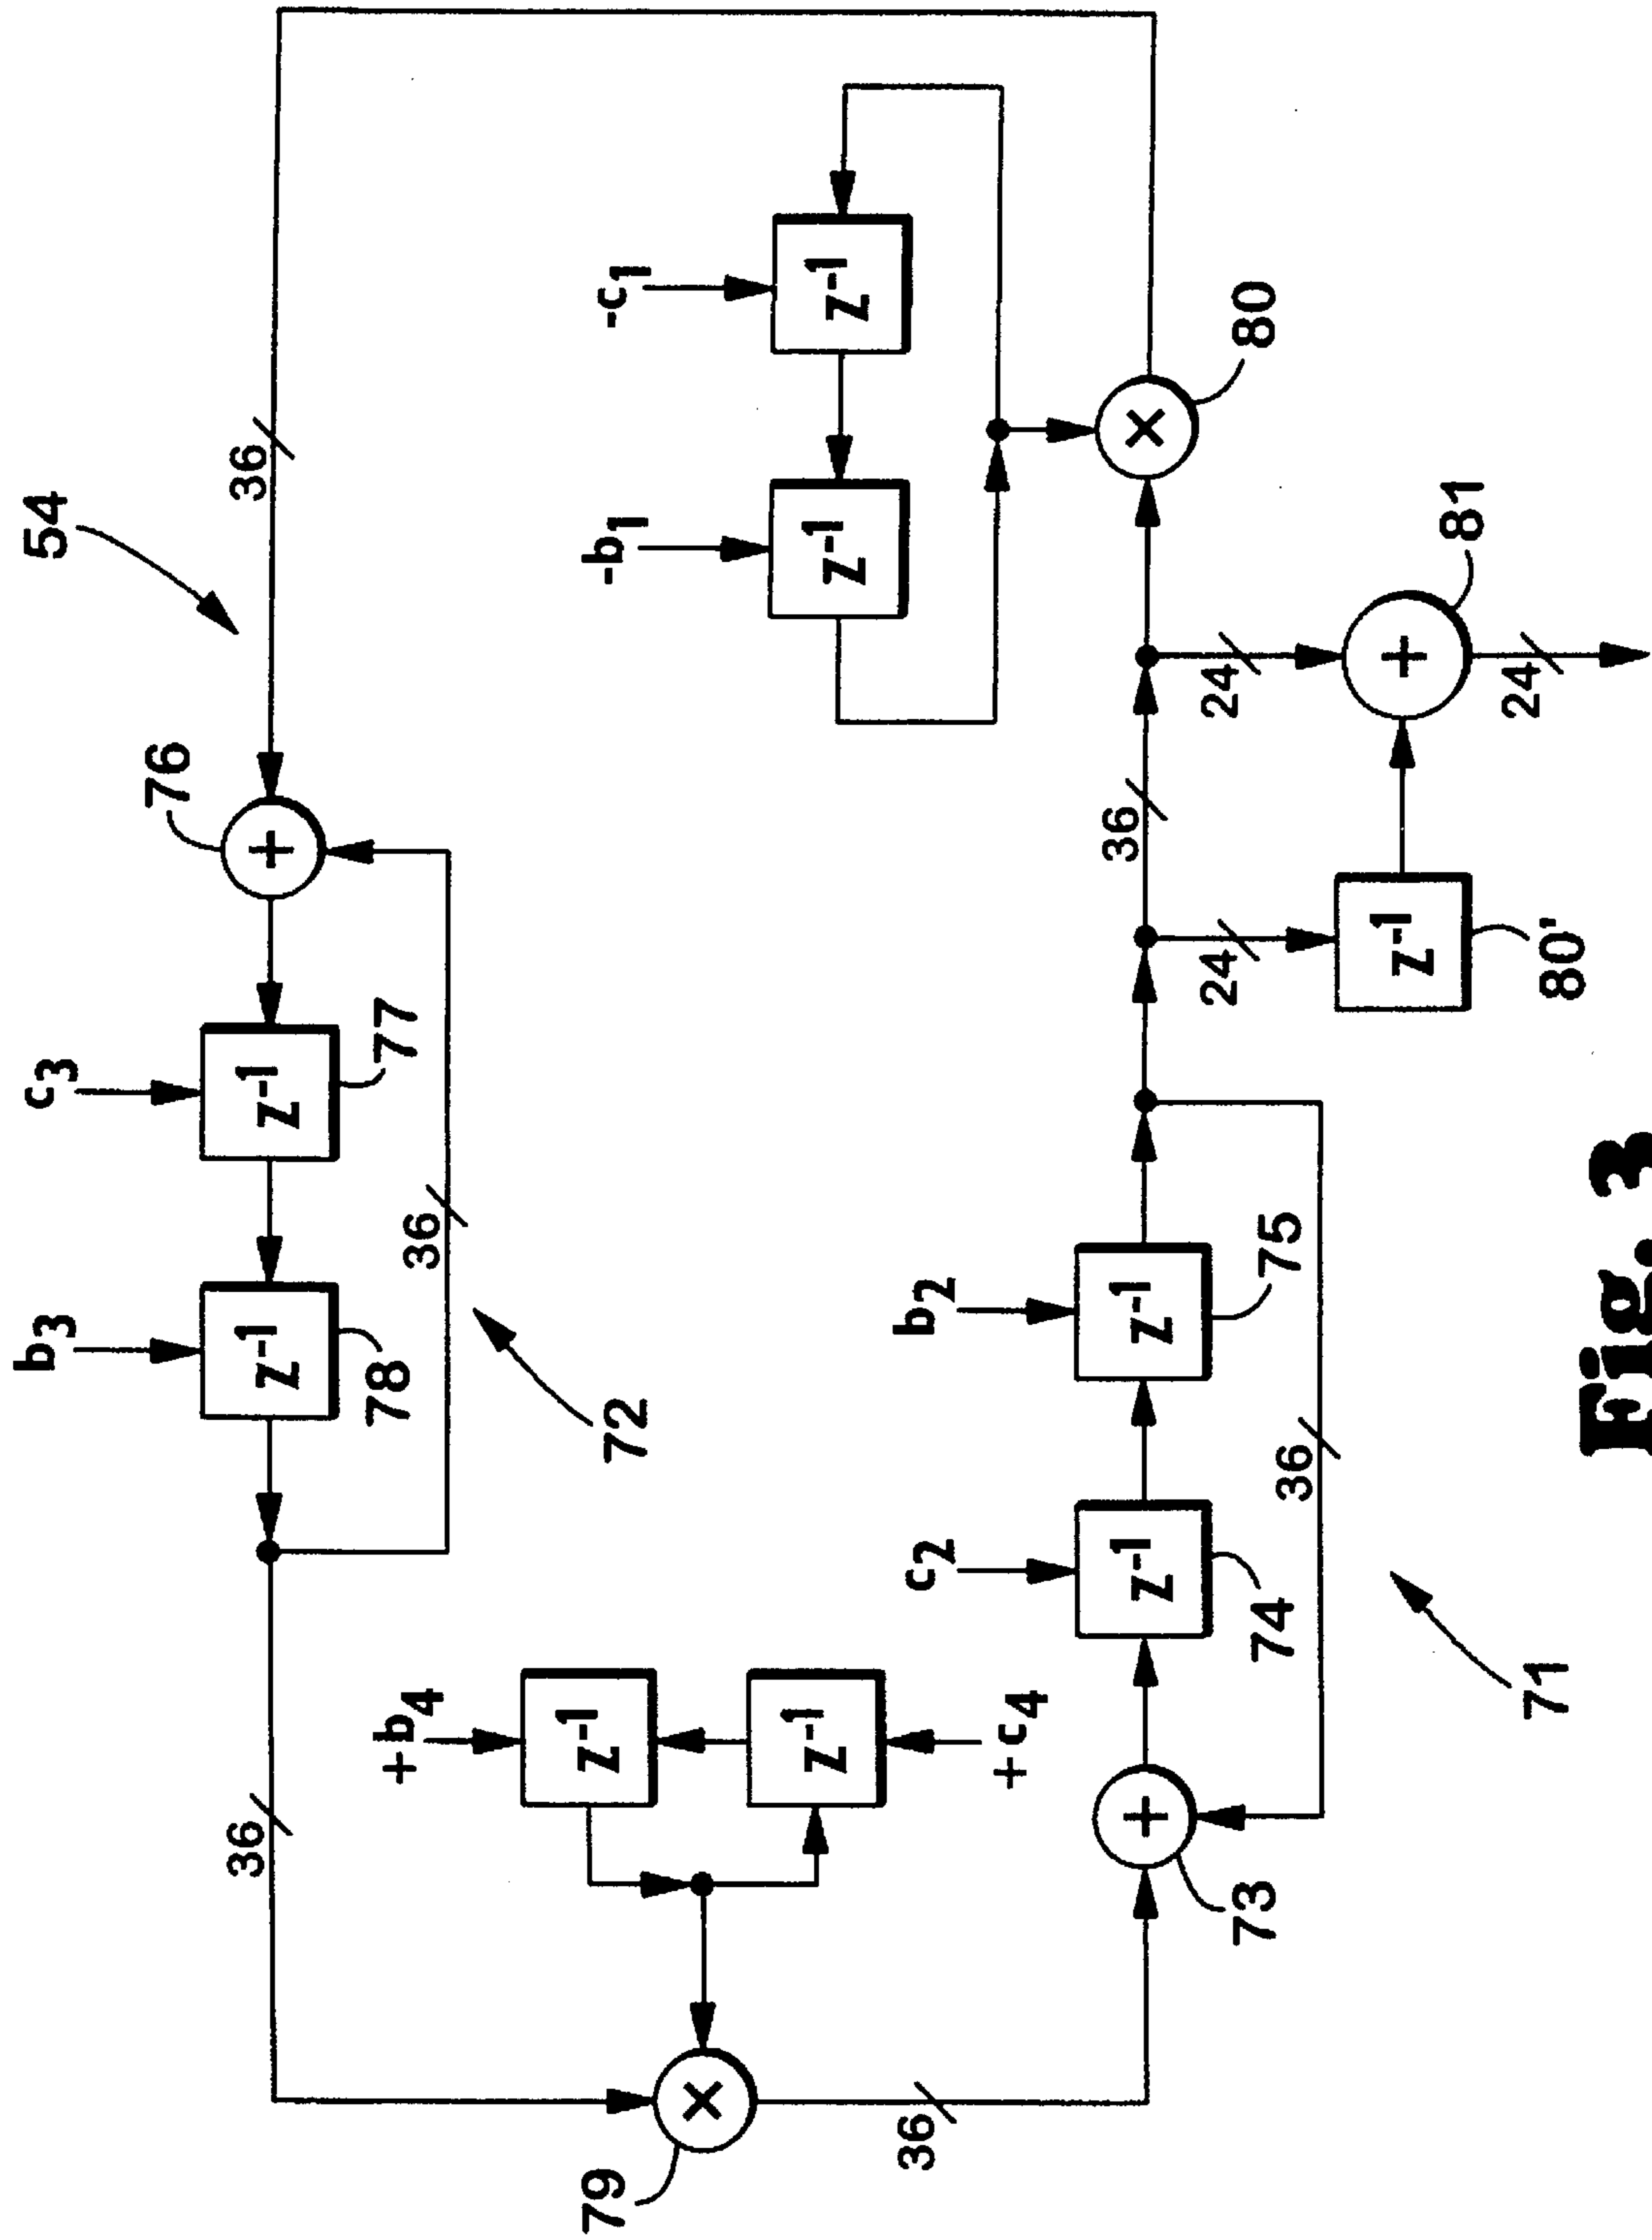 b₃
c₃
54
76
36
z⁻¹
z⁻¹
36
78
77
+b₄
36
z⁻¹
79
72
-b₁
-c₁
z⁻¹
z⁻¹
z⁻¹
36
+c₄
c₂
b₂
36
z⁻¹
z⁻¹
24
24
73
74
75
80
36
z⁻¹
81
71
80'
24
Fig. 3